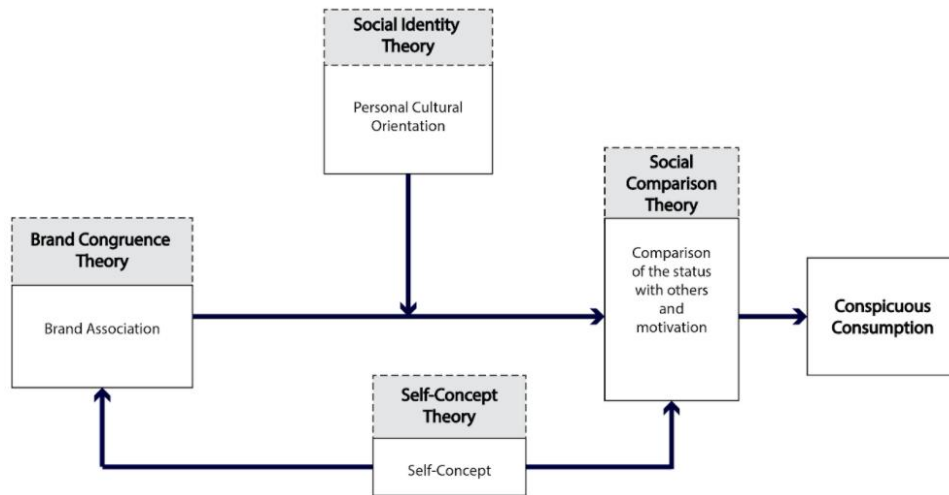 Social Identity
Theory
Personal Cultural
Orientation
Social
Comparison
Theory
Comparison
of the status
with others
and
motivation
Brand Congruence
Theory
Brand Association
Conspicuous
Consumption
Self-Concept
Theory
Self-Concept